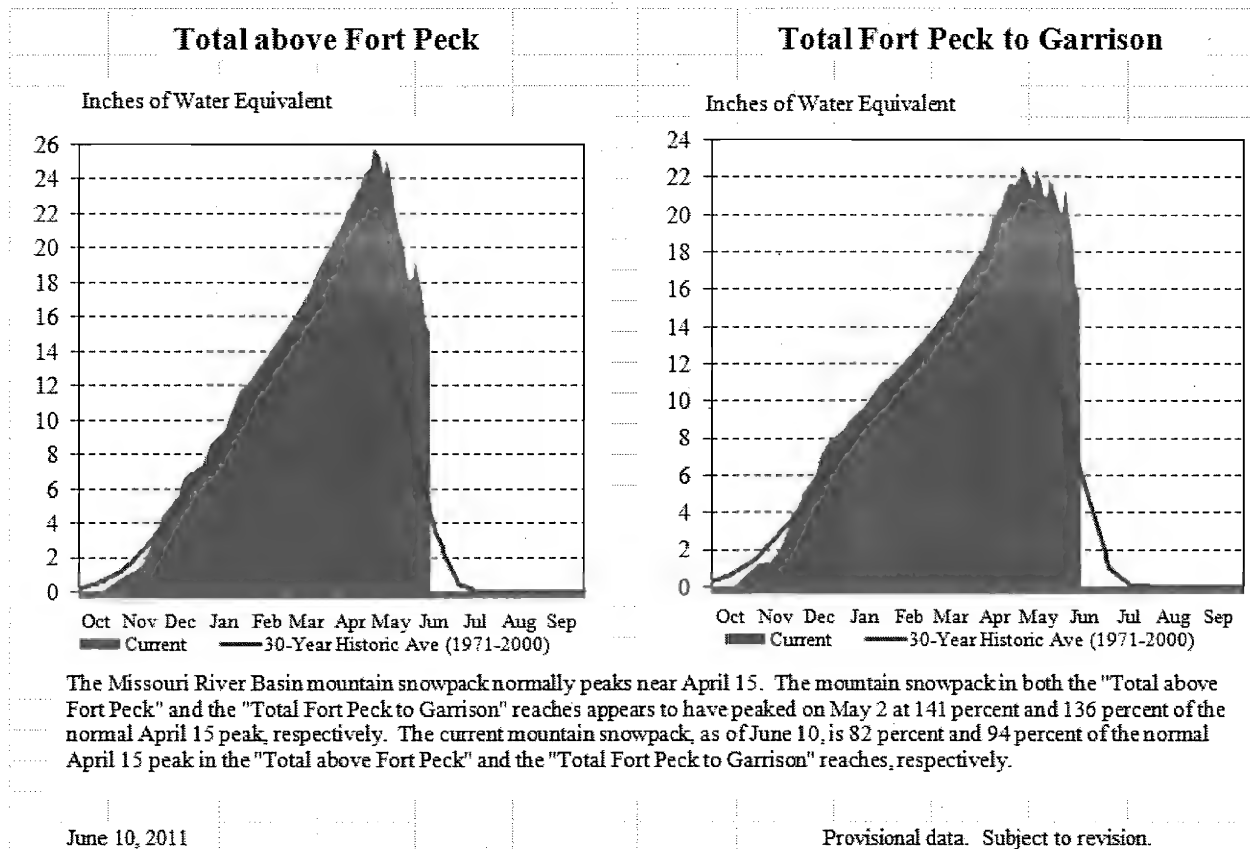 Total above Fort Peck
Inches of Water Equivalent
26
24
22
20
18
16
14
12
10
8
6
4
2
0
Oct Nov Dec Jan Feb Mar Apr May Jun Jul Aug Sep
Current 30-Year Historic Ave (1971-2000)
Total Fort Peck to Garrison
Inches of Water Equivalent
24
22
20
18
16
14
12
10
8
6
4
2
0
Oct Nov Dec Jan Feb Mar Apr May Jun Jul Aug Sep
Current 30-Year Historic Ave (1971-2000)
The Missouri River Basin mountain snowpack normally peaks near April 15. The mountain snowpack in both the "Total above
Fort Peck" and the "Total Fort Peck to Garrison" reaches appears to have peaked on May 2 at 141 percent and 136 percent of the
normal April 15 peak, respectively. The current mountain snowpack, as of June 10, is 82 percent and 94 percent of the normal
April 15 peak in the "Total above Fort Peck" and the "Total Fort Peck to Garrison" reaches, respectively.
June 10, 2011
Provisional data. Subject to revision.